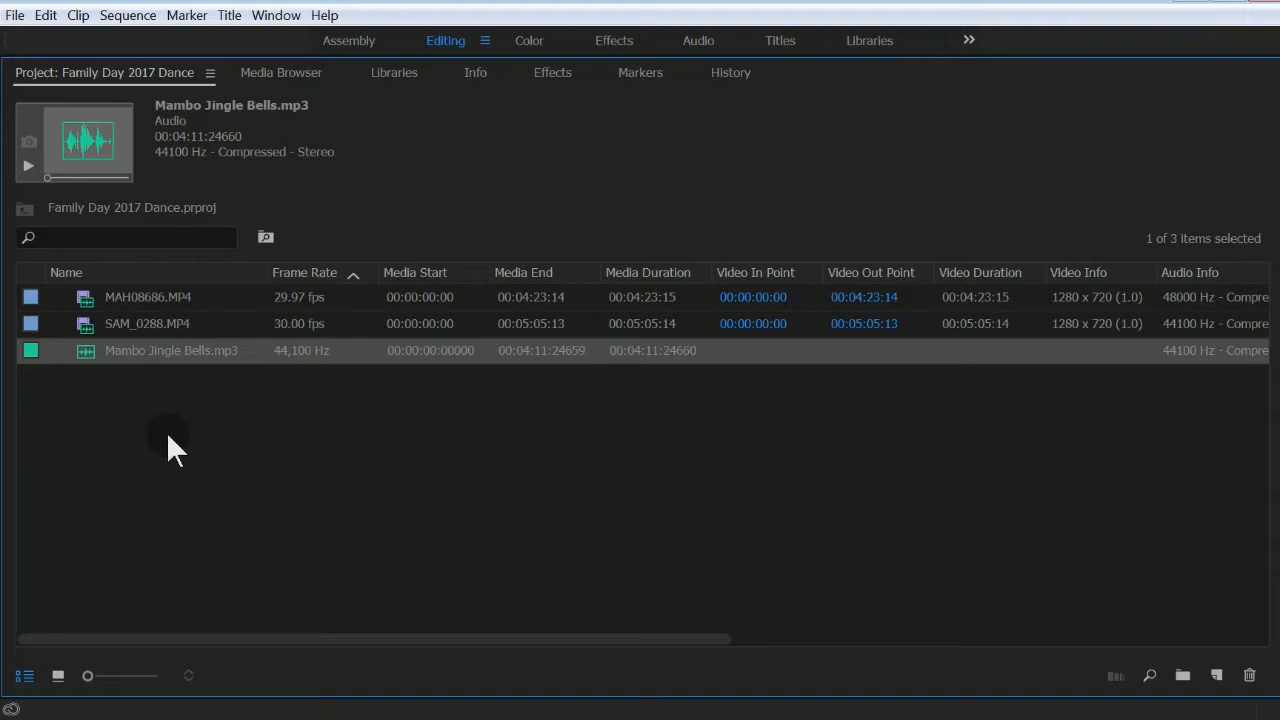 File Edit Clip Sequence Marker Title Window Help
Assembly Editing Color Effects Audio Titles Libraries
Project: Family Day 2017 Dance Media Browser Libraries Info Effects Markers History
Mambo Jingle Bells.mp3
Audio
00:04:11:24660
44100 Hz - Compressed - Stereo
Family Day 2017 Dance.prproj
1 of 3 Items selected
Name Frame Rate Media Start Media End Media Duration Video In Point Video Out Point Video Duration Video Info Audio Info
MAH08686.MP4 29.97 fps 00:00:00:00 00:04:23:14 00:04:23:15 00:00:00:00 00:04:23:14 00:04:23:15 1280 x 720 (1.0) 48000 Hz - Compre
SAM_0288.MP4 30.00 fps 00:00:00:00 00:05:05:13 00:05:05:14 00:00:00:00 00:05:05:13 00:05:05:14 1280 x 720 (1.0) 44100 Hz - Compre
Mambo Jingle Bells.mp3 44,100 Hz 00:00:00:00000 00:04:11:24659 00:04:11:24660 44100 Hz - Compre